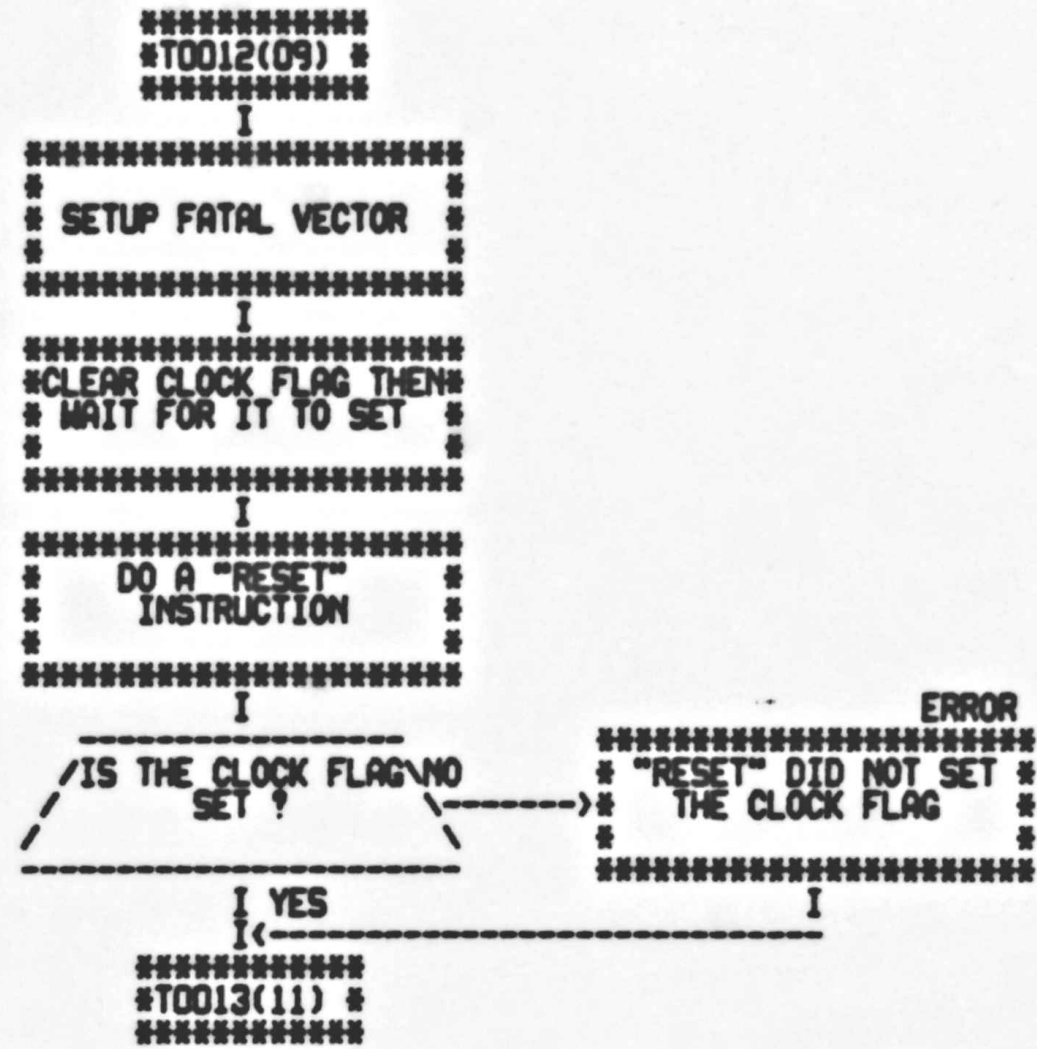 T0012(09)
SETUP FATAL VECTOR
CLEAR CLOCK FLAG THEN
WAIT FOR IT TO SET
DO A "RESET"
INSTRUCTION
IS THE CLOCK FLAG NO
SET ?
ERROR
"RESET" DID NOT SET
THE CLOCK FLAG
YES
T0013(11)